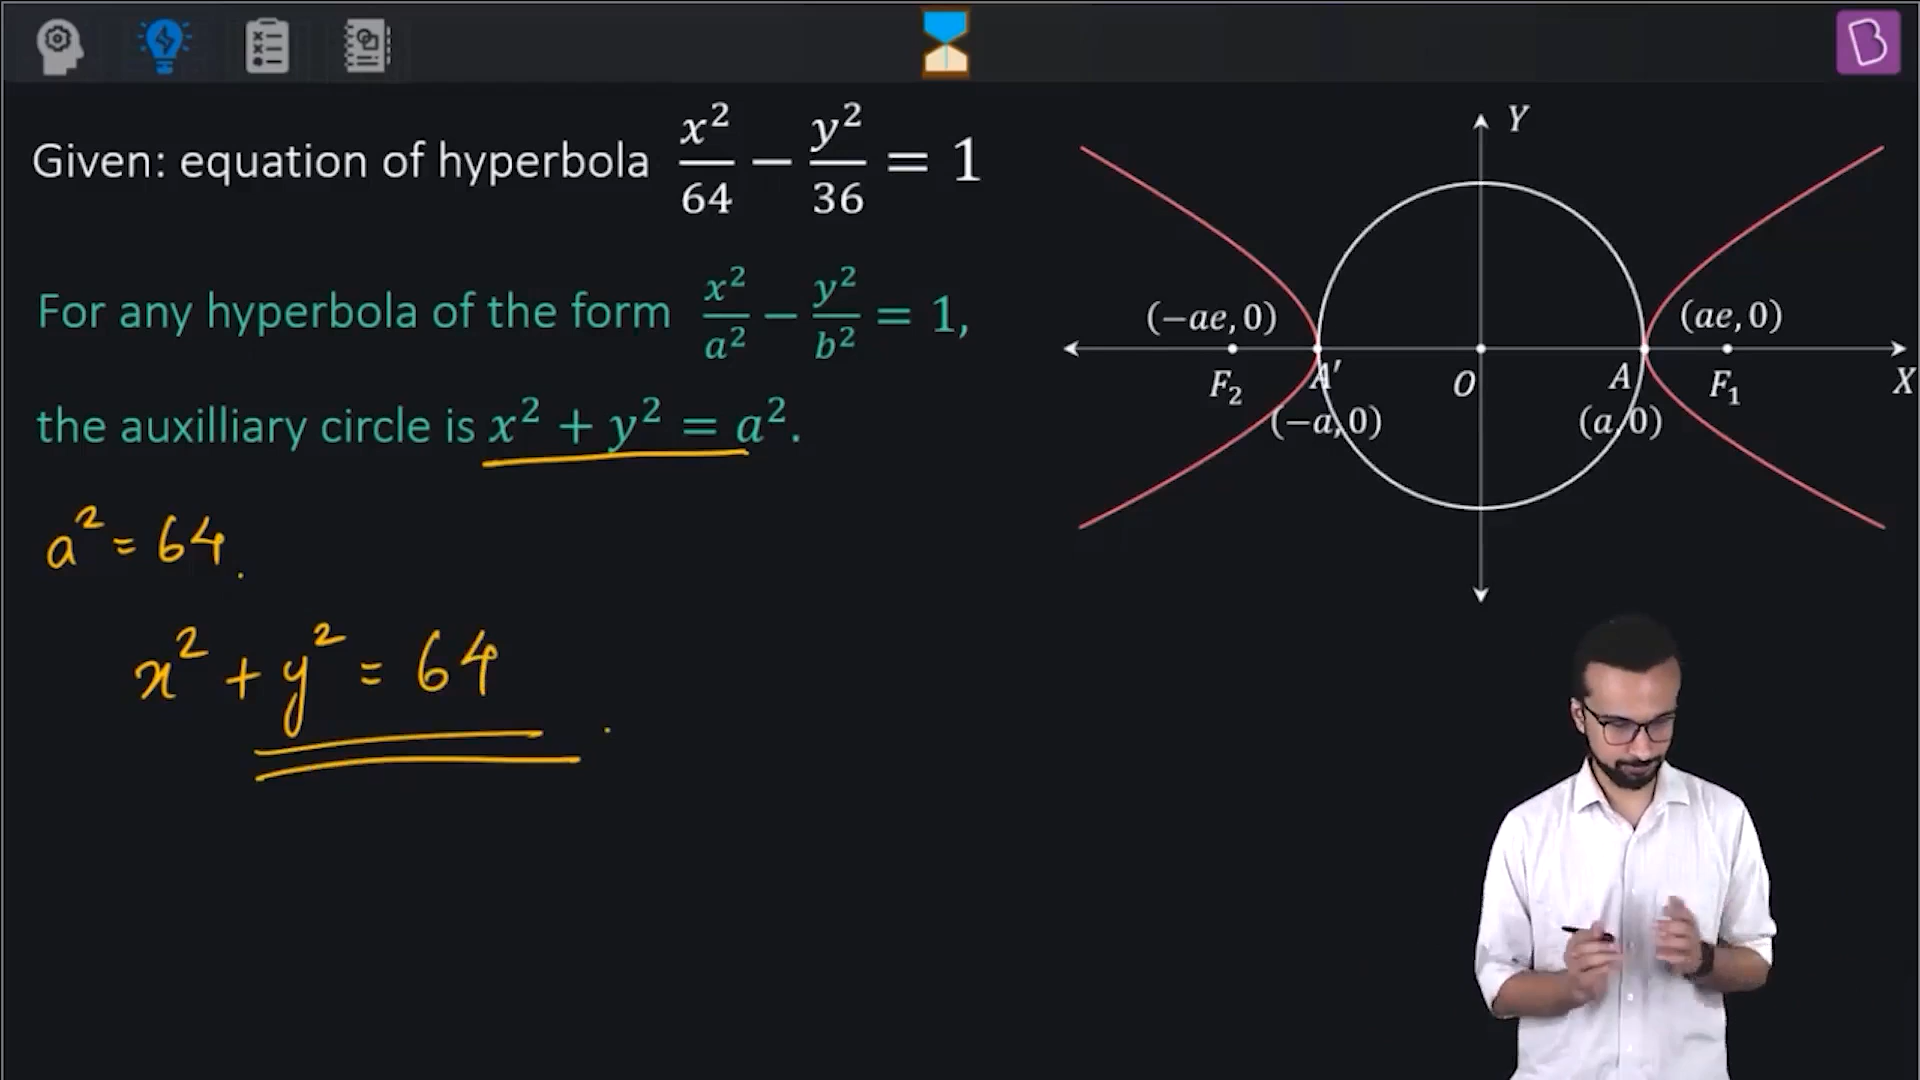 Given: equation of hyperbola x²/64 − y²/36 = 1
For any hyperbola of the form x²/a² − y²/b² = 1,
the auxilliary circle is x² + y² = a².
a² = 64.
x² + y² = 64
Y
(−ae, 0)
(ae, 0)
F₂
A′
O
A
F₁
X
(−a, 0)
(a, 0)
B